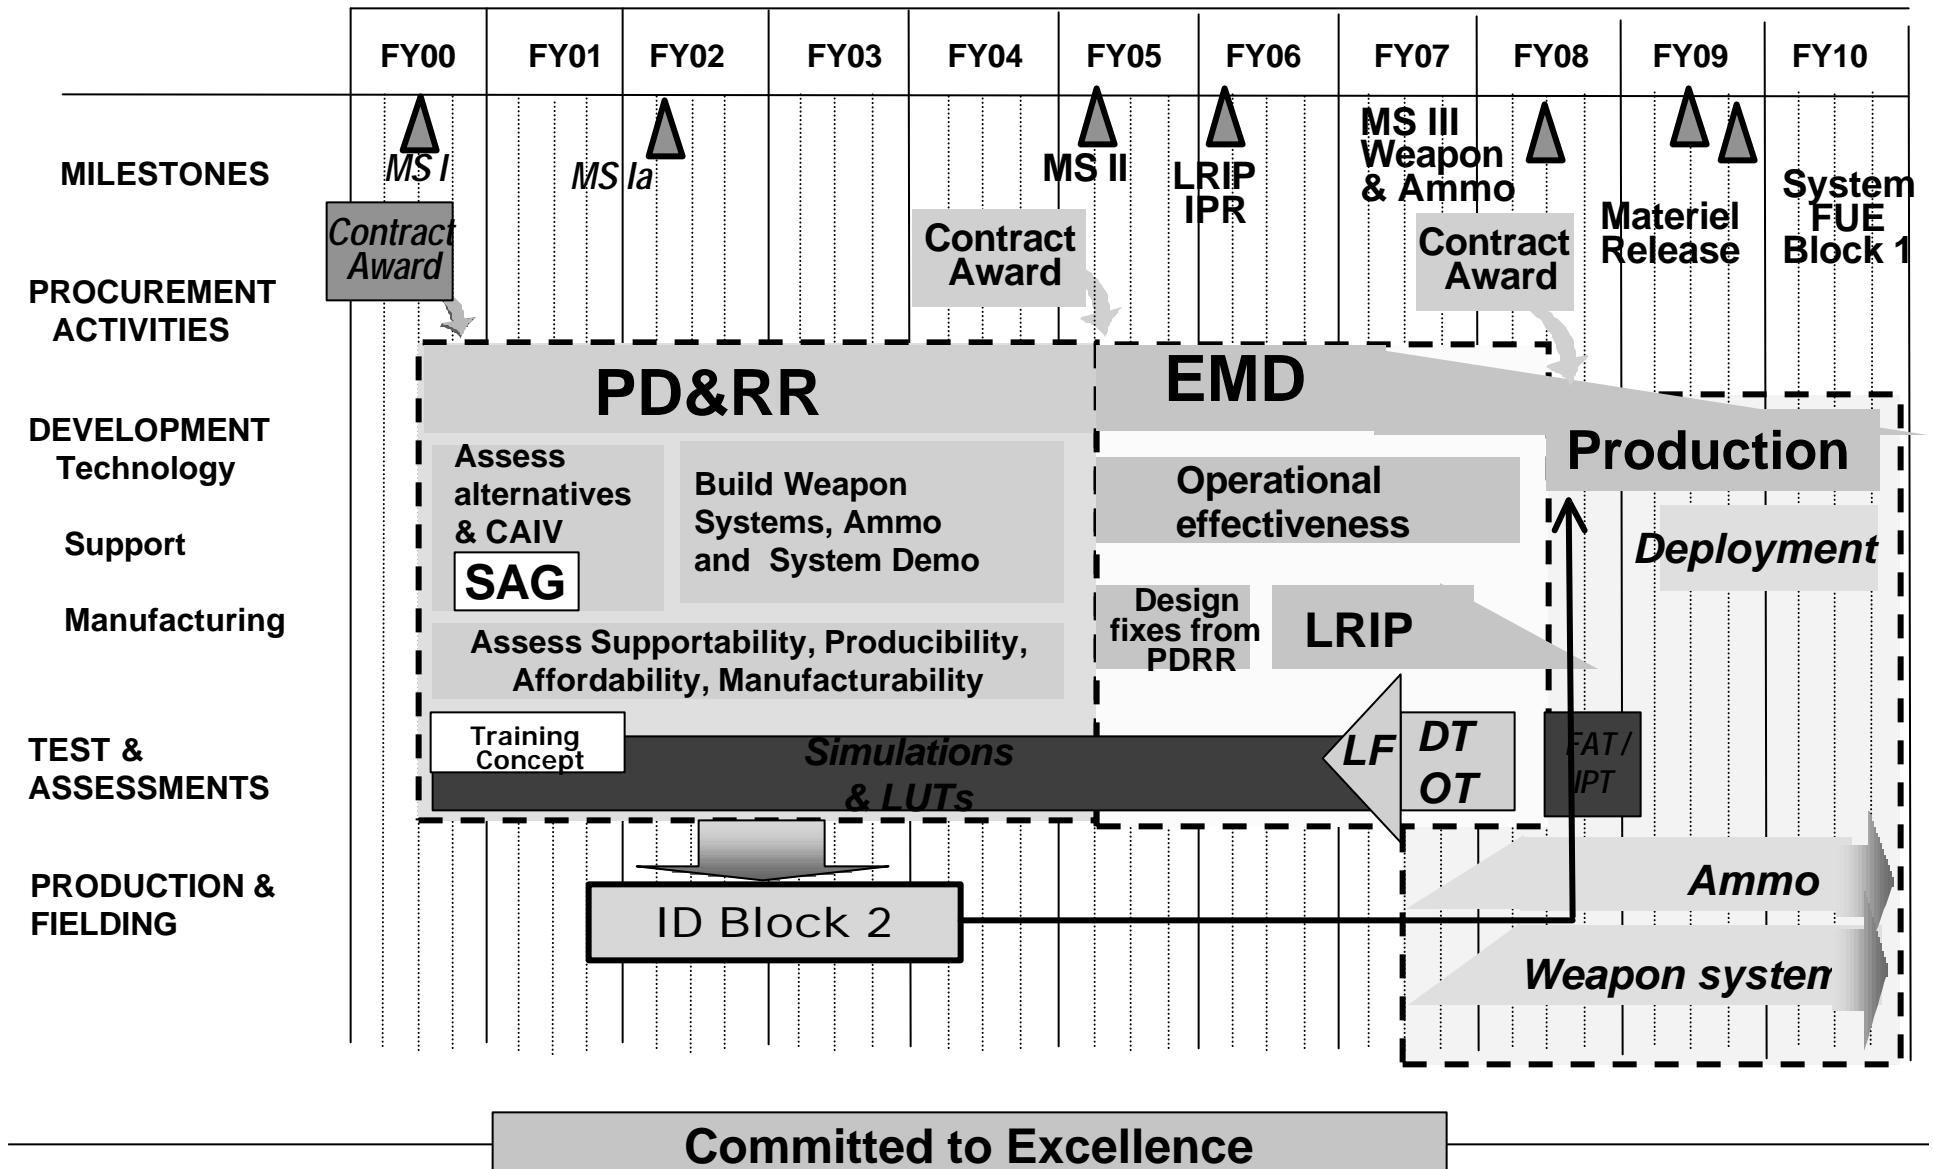 FY00 FY01 FY02 FY03 FY04 FY05 FY06 FY07 FY08 FY09 FY10
MILESTONES
MS I
MS Ia
MS II
LRIP
IPR
MS III
Weapon
& Ammo
Materiel
Release
System
FUE
Block 1
PROCUREMENT
ACTIVITIES
Contract
Award
Contract
Award
Contract
Award
DEVELOPMENT
Technology
Support
Manufacturing
PD&RR
EMD
Production
Assess
alternatives
& CAIV
SAG
Build Weapon
Systems, Ammo
and System Demo
Operational
effectiveness
Deployment
Design
fixes from
PDRR
LRIP
Assess Supportability, Producibility,
Affordability, Manufacturability
TEST &
ASSESSMENTS
Training
Concept
Simulations
& LUTs
LF
DT
OT
FAT /
IPT
PRODUCTION &
FIELDING
ID Block 2
Ammo
Weapon system
Committed to Excellence